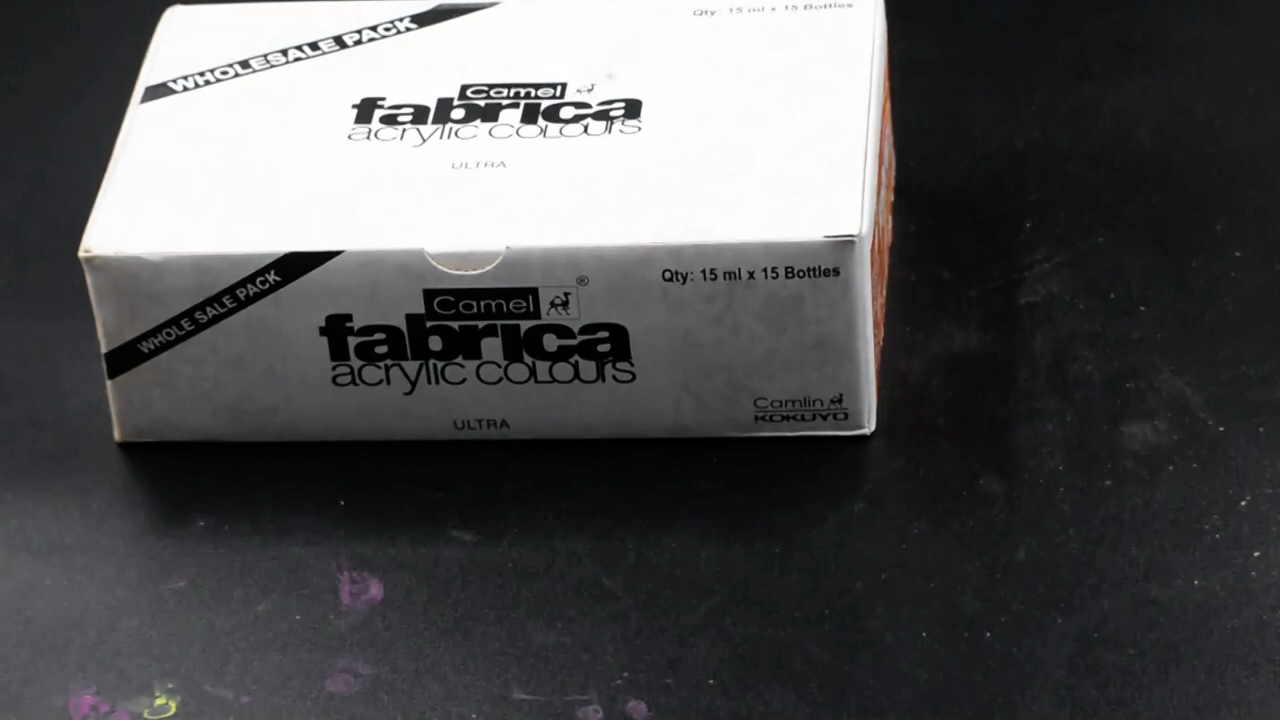 WHOLESALE PACK
Qty: 15 ml x 15 Bottles
Camel
fabrica
acrylic COLOURS
ULTRA
WHOLE SALE PACK
Qty: 15 ml x 15 Bottles
Camel ®
fabrica
acrylic COLOURS
ULTRA
Camlin
KOKUYO